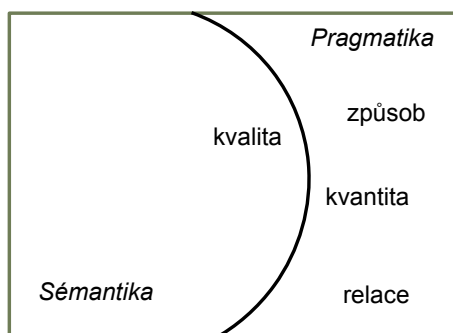 Pragmatika
způsob
kvalita
kvantita
Sémantika
relace